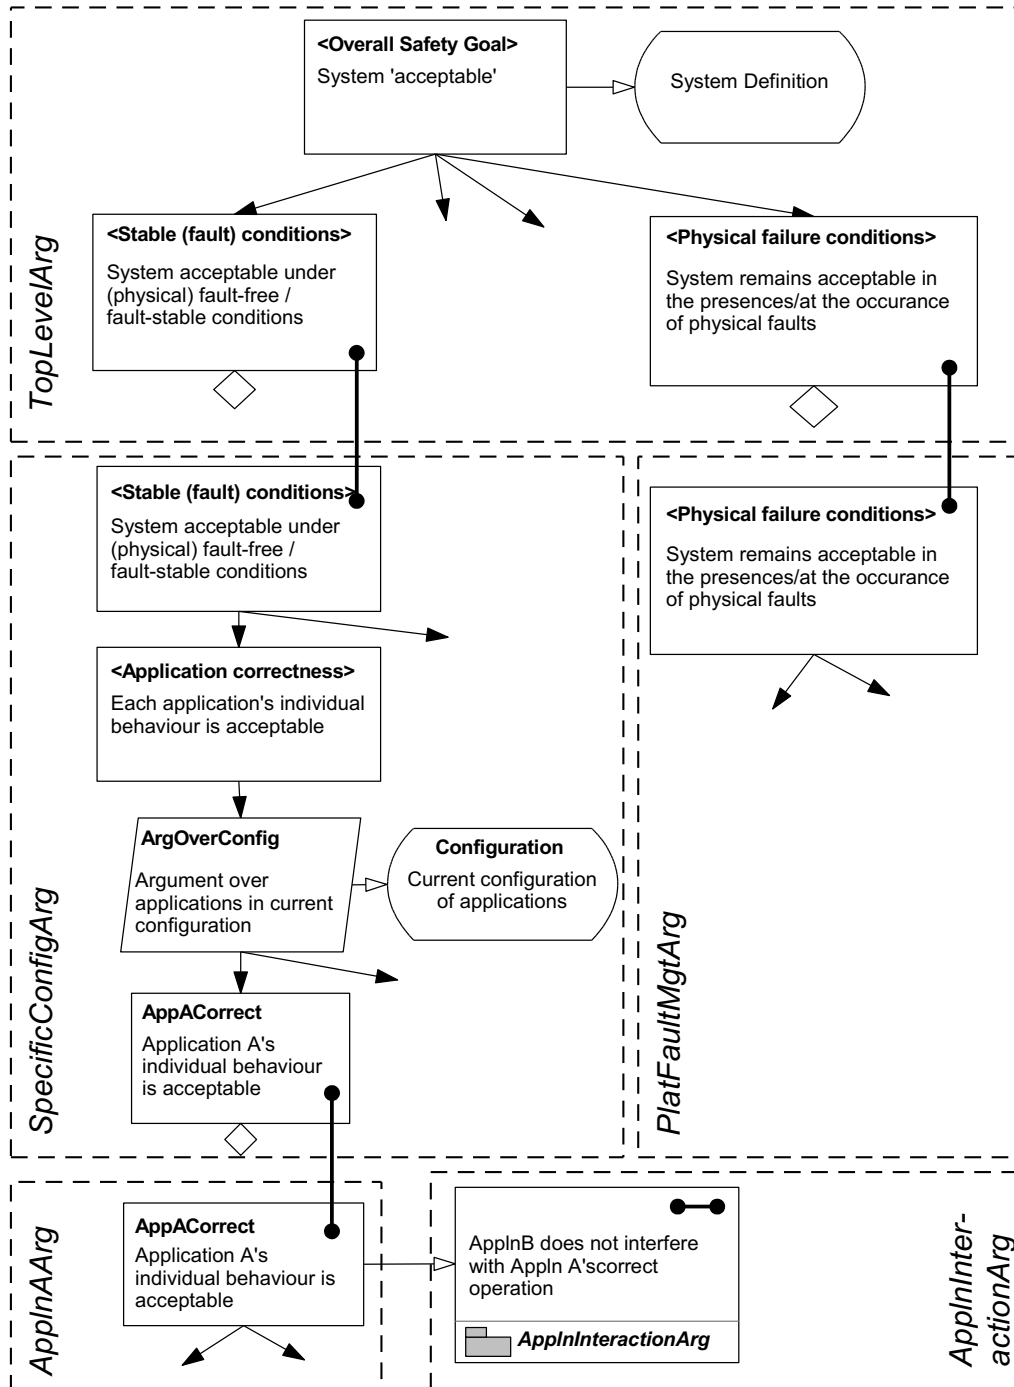 <Overall Safety Goal>
System 'acceptable'
System Definition
TopLevelArg
<Stable (fault) conditions>
System acceptable under
(physical) fault-free /
fault-stable conditions
<Physical failure conditions>
System remains acceptable in
the presences/at the occurance
of physical faults
SpecificConfigArg
<Stable (fault) conditions>
System acceptable under
(physical) fault-free /
fault-stable conditions
<Application correctness>
Each application's individual
behaviour is acceptable
ArgOverConfig
Argument over
applications in current
configuration
Configuration
Current configuration
of applications
AppACorrect
Application A's
individual behaviour
is acceptable
PlatFaultMgtArg
<Physical failure conditions>
System remains acceptable in
the presences/at the occurance
of physical faults
ApplnAArg
AppACorrect
Application A's
individual behaviour is
acceptable
ApplnB does not interfere
with Appln A'scorrect
operation
ApplnInteractionArg
ApplnInter-
actionArg